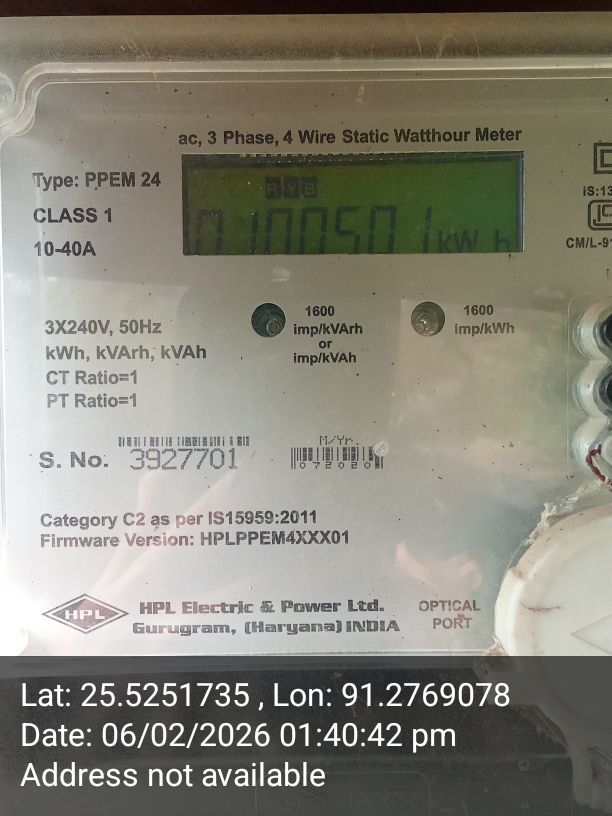 ac, 3 Phase, 4 Wire Static Watthour Meter
Type: PPEM 24
CLASS 1
10-40A
R Y B
kW h
IS:13
CM/L-91
3X240V, 50Hz
kWh, kVArh, kVAh
CT Ratio=1
PT Ratio=1
1600
imp/kVArh
or
imp/kVAh
1600
imp/kWh
S. No. 3927701
M/Yr.
072020
Category C2 as per IS15959:2011
Firmware Version: HPLPPEM4XXX01
HPL
HPL Electric & Power Ltd.
Gurugram, (Haryana) INDIA
OPTICAL
PORT
Lat: 25.5251735 , Lon: 91.2769078
Date: 06/02/2026 01:40:42 pm
Address not available